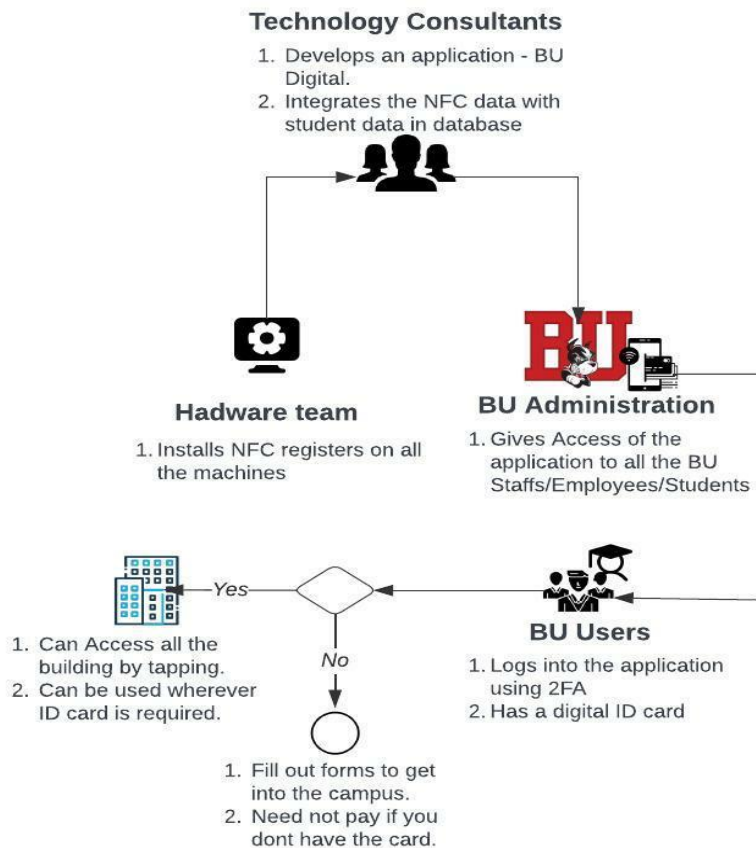 Technology Consultants
1. Develops an application - BU
Digital.
2. Integrates the NFC data with
student data in database
BU
Hadware team
1. Installs NFC registers on all
the machines
BU Administration
1. Gives Access of the
application to all the BU
Staffs/Employees/Students
Yes
No
1. Can Access all the
building by tapping.
2. Can be used wherever
ID card is required.
BU Users
1. Logs into the application
using 2FA
2. Has a digital ID card
1. Fill out forms to get
into the campus.
2. Need not pay if you
dont have the card.